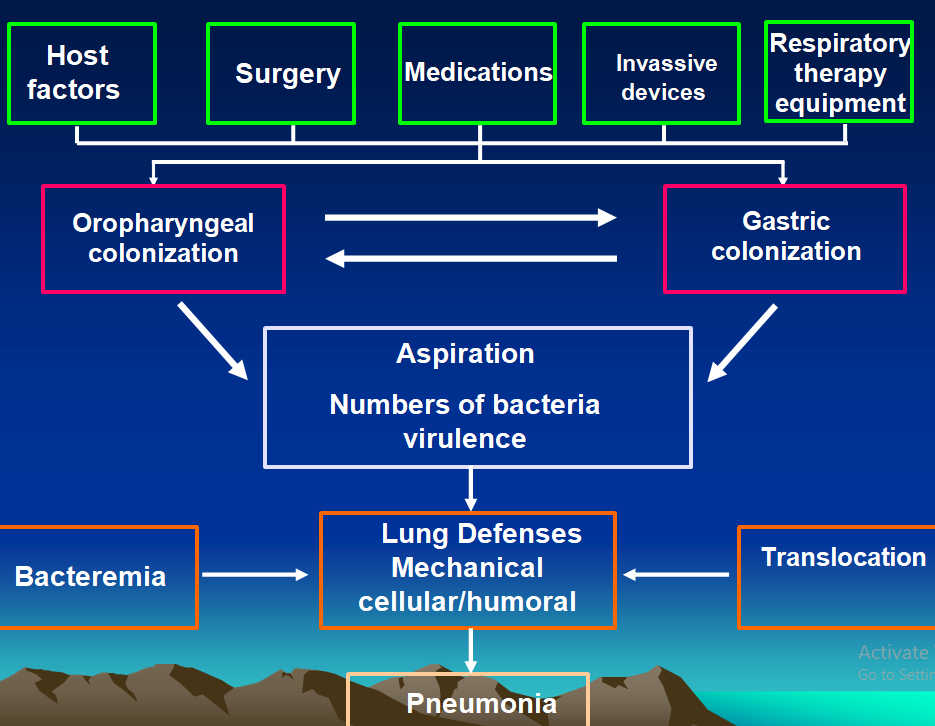 Host
factors
Surgery
Medications
Invassive
devices
Respiratory
therapy
equipment
Oropharyngeal
colonization
Gastric
colonization
Aspiration
Numbers of bacteria
virulence
Bacteremia
Lung Defenses
Mechanical
cellular/humoral
Translocation
Activate
Go to Settin
Pneumonia